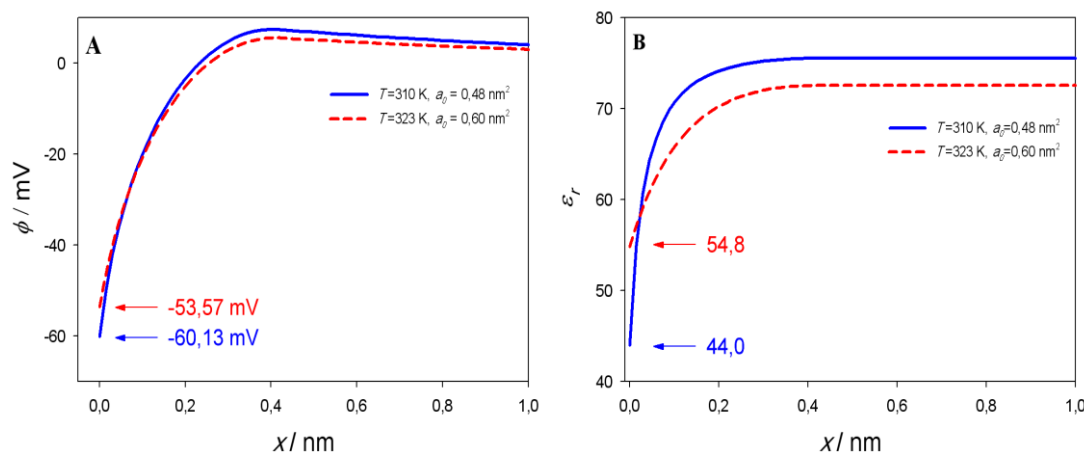 A
0
-20
-40
-60
ϕ / mV
T=310 K, a₀ = 0,48 nm²
T=323 K, a₀ = 0,60 nm²
-53,57 mV
-60,13 mV
0,0 0,2 0,4 0,6 0,8 1,0
x / nm
B
80
70
60
50
40
εr
T=310 K, a₀=0,48 nm²
T=323 K, a₀=0,60 nm²
54,8
44,0
0,0 0,2 0,4 0,6 0,8 1,0
x / nm